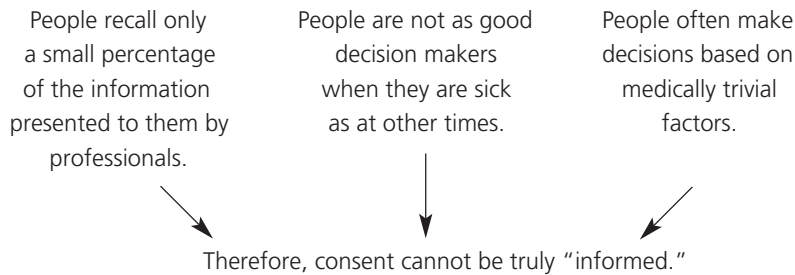 People recall only
a small percentage
of the information
presented to them by
professionals.
People are not as good
decision makers
when they are sick
as at other times.
People often make
decisions based on
medically trivial
factors.
Therefore, consent cannot be truly “informed.”